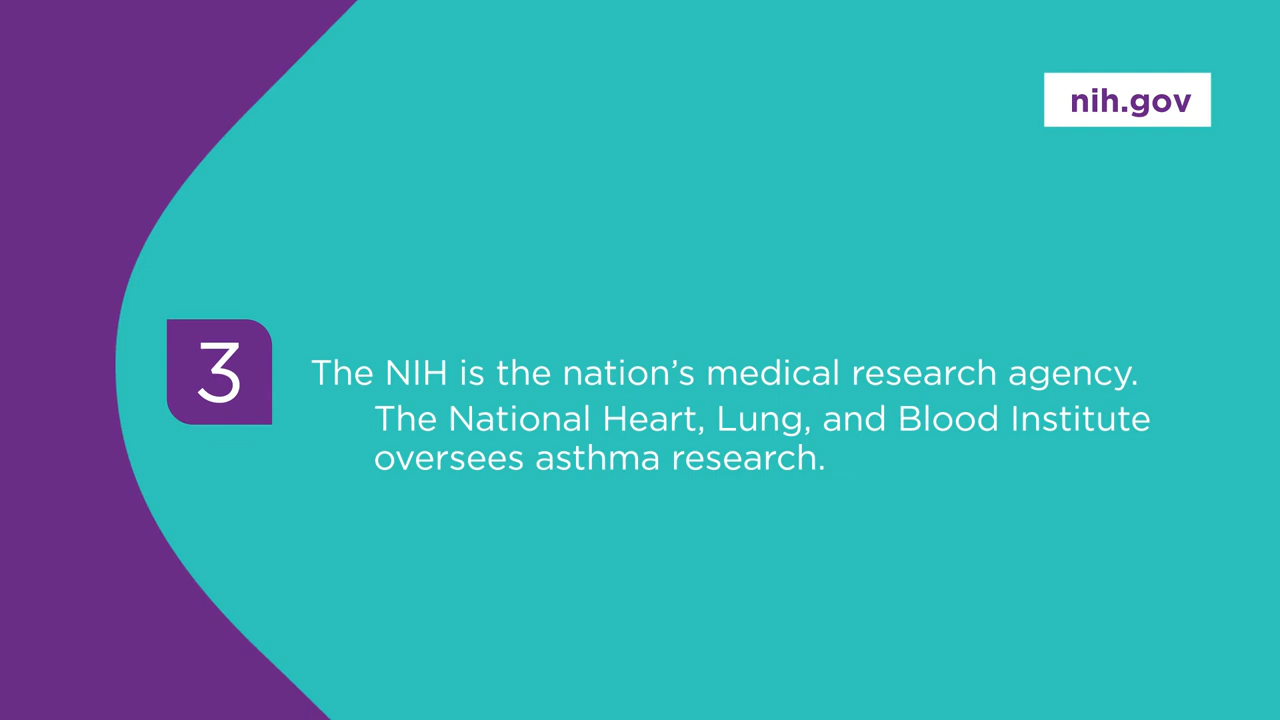 nih.gov
3
The NIH is the nation’s medical research agency.
The National Heart, Lung, and Blood Institute
oversees asthma research.